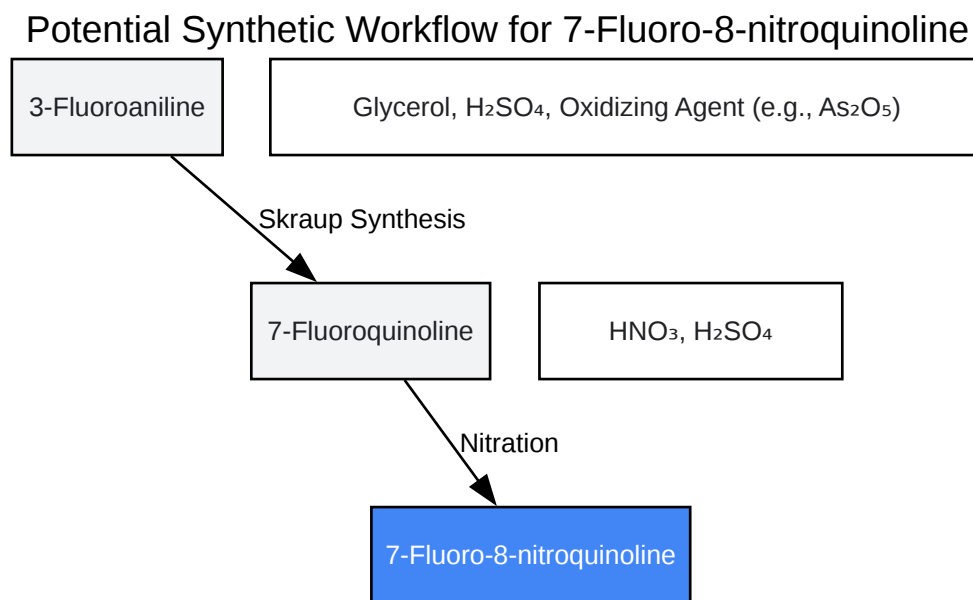 Potential Synthetic Workflow for 7-Fluoro-8-nitroquinoline
3-Fluoroaniline
Glycerol, H₂SO₄, Oxidizing Agent (e.g., As₂O₅)
Skraup Synthesis
7-Fluoroquinoline
HNO₃, H₂SO₄
Nitration
7-Fluoro-8-nitroquinoline